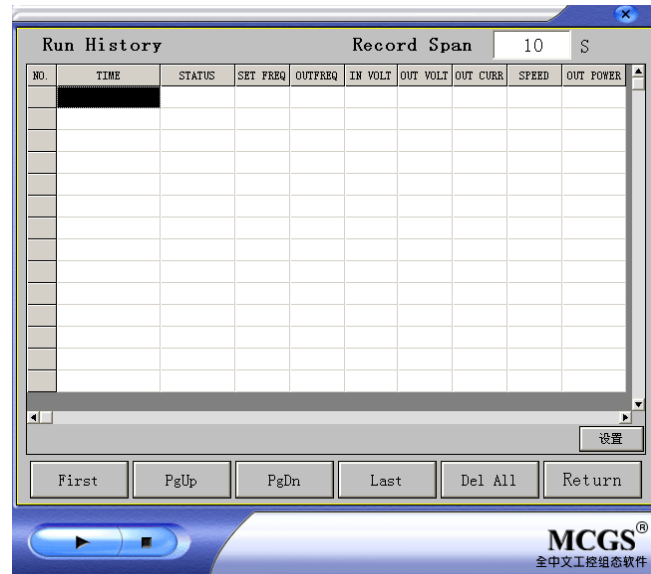 Run History Record Span 10 S
NO. TIME STATUS SET FREQ OUTFREQ IN VOLT OUT VOLT OUT CURR SPEED OUT POWER
设置
First PgUp PgDn Last Del All Return
MCGS®
全中文工控组态软件